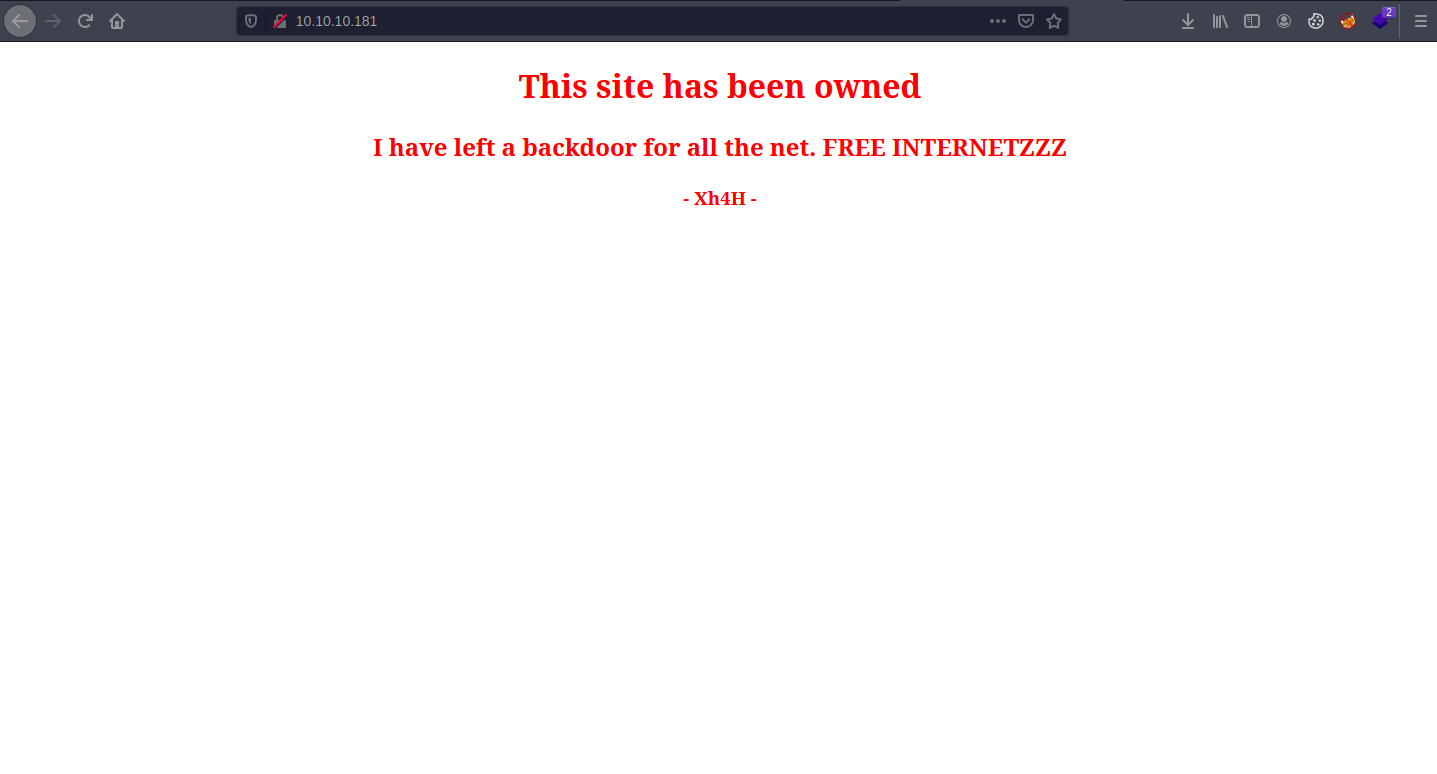 10.10.10.181
2
This site has been owned
I have left a backdoor for all the net. FREE INTERNETZZZ
- Xh4H -